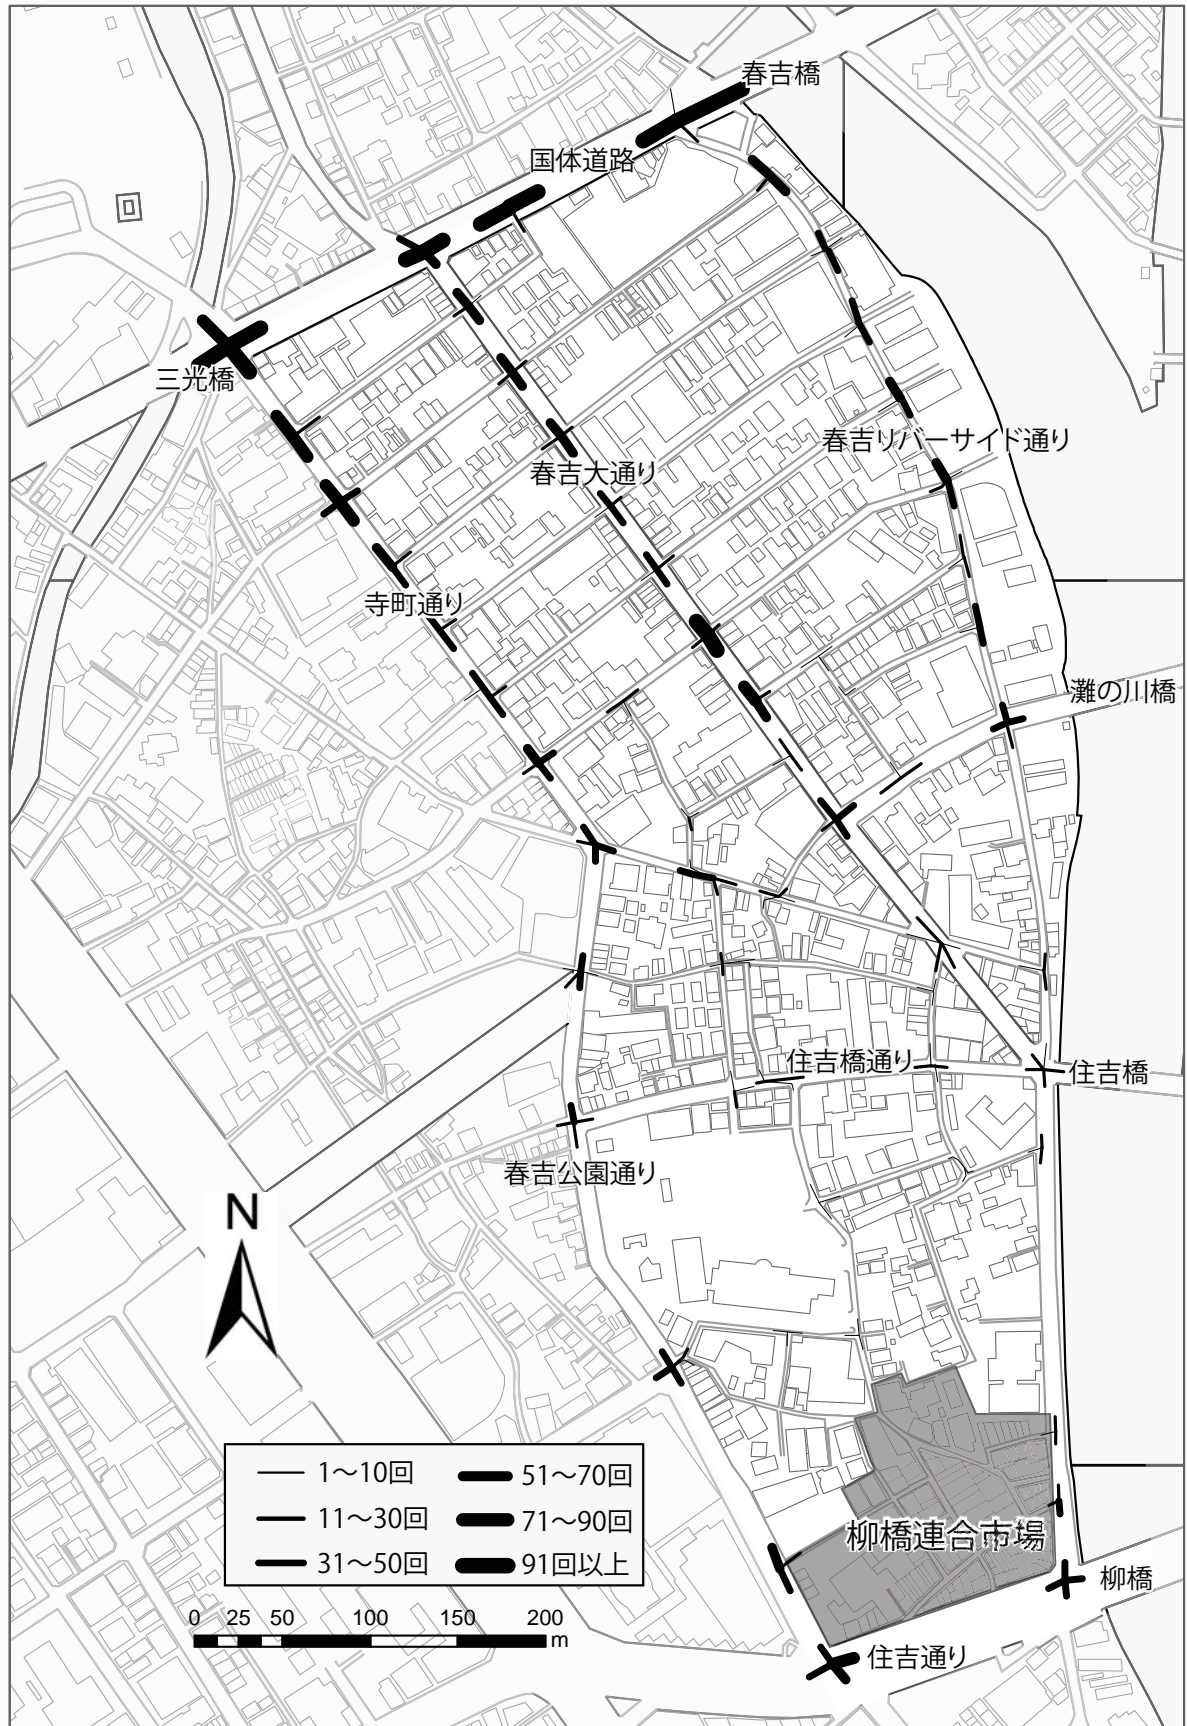 春吉橋
国体道路
三光橋
春吉大通り
春吉リバーサイド通り
寺町通り
灘の川橋
住吉橋通り
住吉橋
春吉公園通り
N
1～10回
51～70回
11～30回
71～90回
31～50回
91回以上
柳橋連合市場
柳橋
0 25 50 100 150 200
m
住吉通り